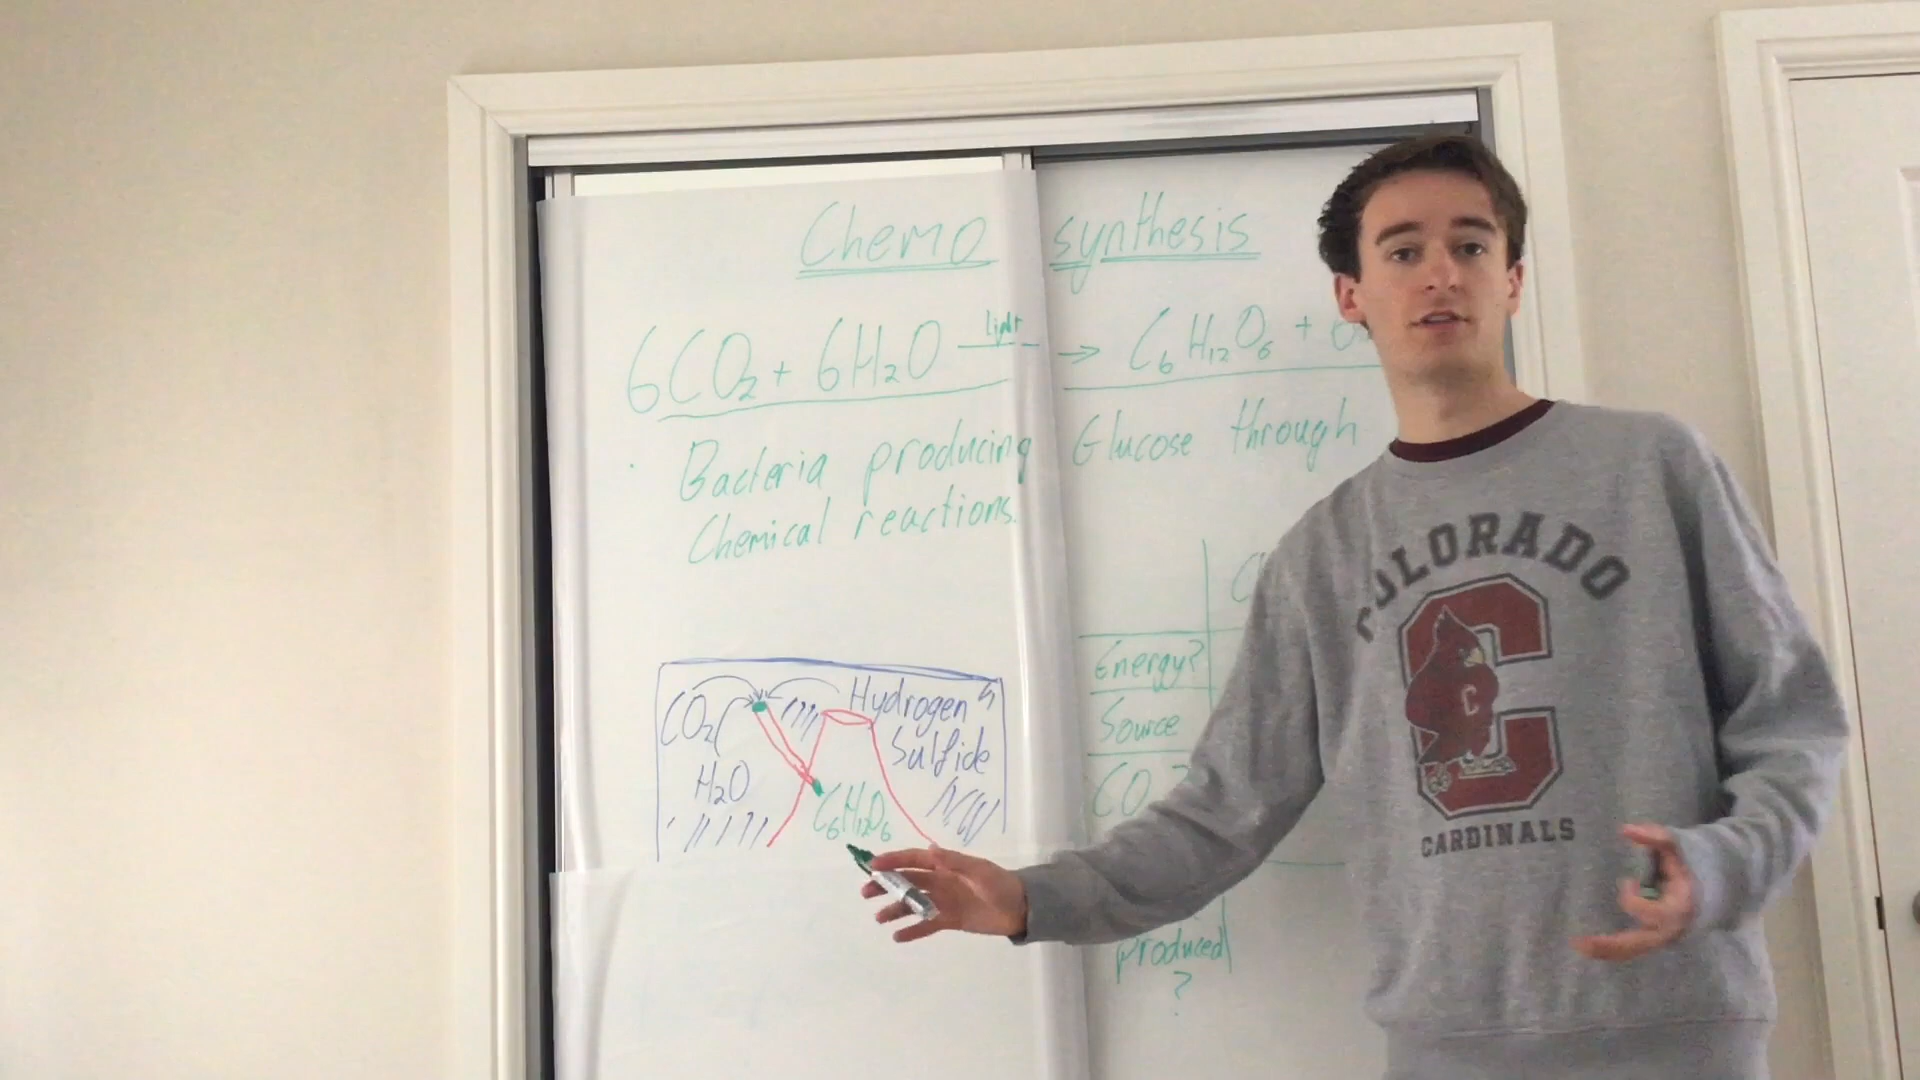 Chemo synthesis
6CO2 + 6H2O Light → C6H12O6 +
Bacteria producing Glucose through
Chemical reactions.
CO2
H2O
Hydrogen
Sulfide
C6H12O6
Energy?
Source
CO
produced
?
COLORADO
C
C
CARDINALS